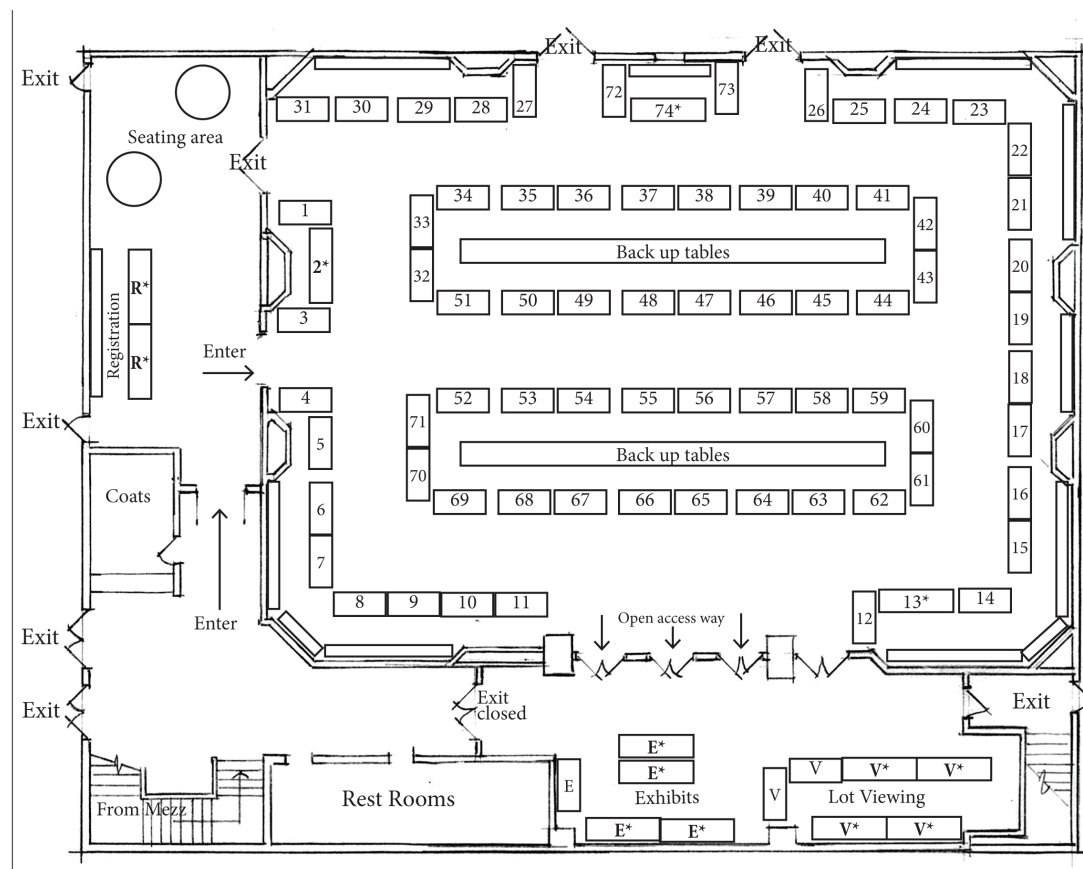 Exit
Exit
Exit
31
30
29
28
27
72
74*
73
26
25
24
23
Seating area
Exit
22
21
1
2*
3
34
35
36
37
38
39
40
41
33
32
Back up tables
42
43
51
50
49
48
47
46
45
44
20
19
Registration
R*
R*
Enter
18
17
4
5
52
53
54
55
56
57
58
59
71
70
Back up tables
60
61
69
68
67
66
65
64
63
62
Exit
Coats
6
7
16
15
8
9
10
11
12
13*
14
Enter
Open access way
Exit
Exit
Exit
closed
Exit
E*
E*
E
Exhibits
E*
E*
V
V
V*
V*
Lot Viewing
V*
V*
Rest Rooms
From Mezz